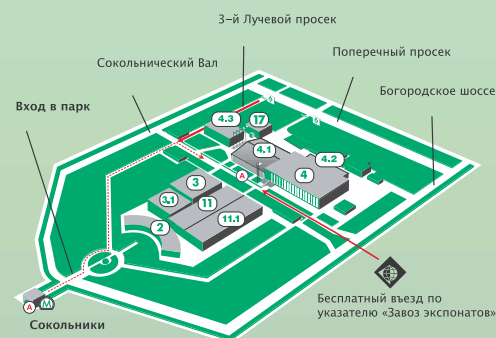 3-й Лучевой просек
Поперечный просек
Сокольнический Вал
Богородское шоссе
Вход в парк
4.3
17
4.1
4.2
А
4
3
3.1
11
11.1
2
А
М
Сокольники
Бесплатный въезд по
указателю «Завоз экспонатов»